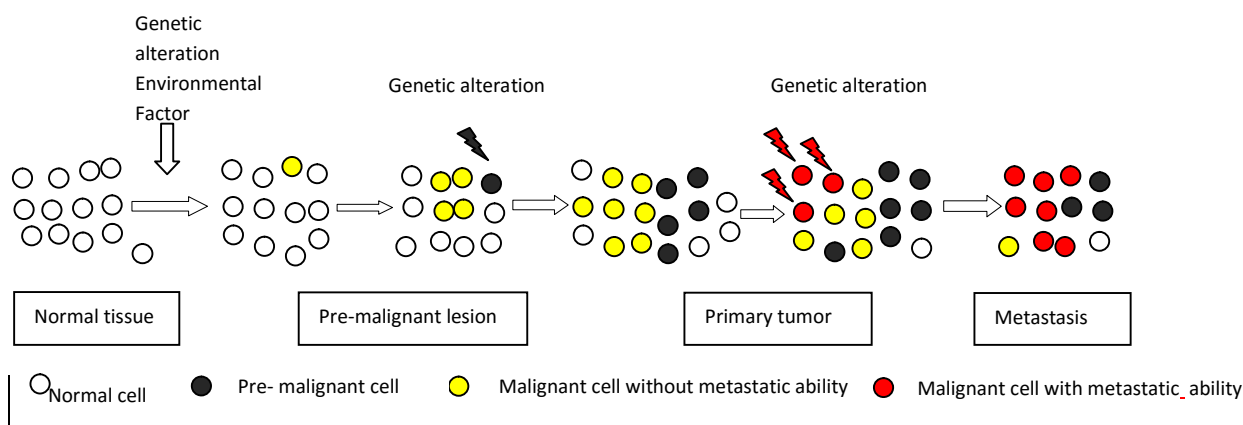 Genetic
alteration
Environmental
Factor
Genetic alteration
Genetic alteration
Normal tissue
Pre-malignant lesion
Primary tumor
Metastasis
Normal cell
Pre- malignant cell
Malignant cell without metastatic ability
Malignant cell with metastatic_ ability